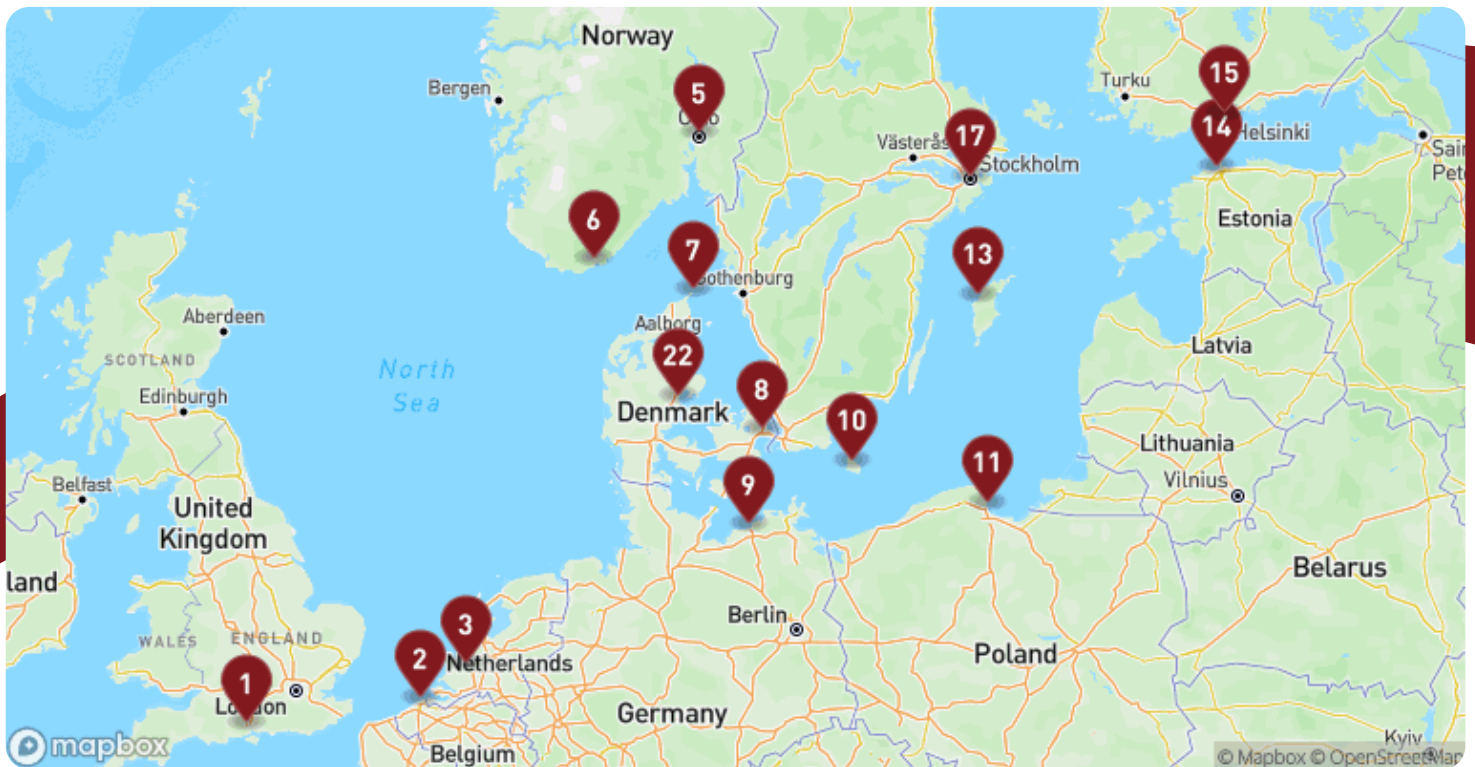 Norway
15
Turku
Bergen
5
14
Helsinki
17
Västerås
Stockholm
6
Estonia
7
13
Gothenburg
Aberdeen
Aalborg
SCOTLAND
22
Latvia
North
Sea
Edinburgh
8
Denmark
10
Lithuania
11
Vilnius
Belfast
9
United
Kingdom
land
Belarus
WALES
ENGLAND
3
Berlin
2
Netherlands
Poland
1
London
Germany
mapbox
Belgium
Kyiv
© Mapbox © OpenStreetMap